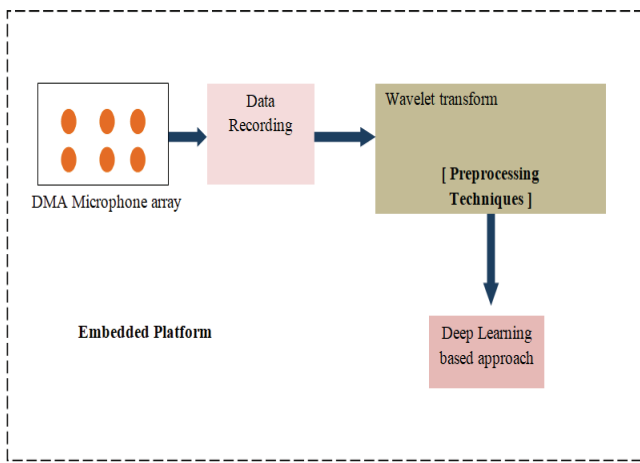 DMA Microphone array
Data
Recording
Wavelet transform
[ Preprocessing
Techniques ]
Deep Learning
based approach
Embedded Platform